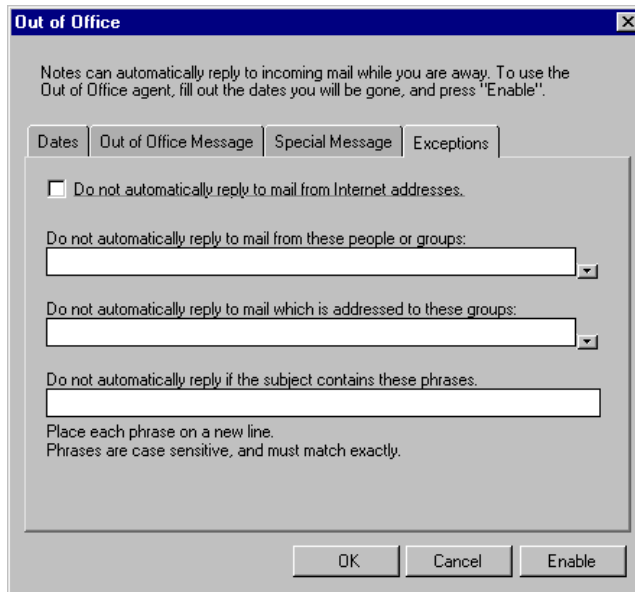 Out of Office
Notes can automatically reply to incoming mail while you are away. To use the
Out of Office agent, fill out the dates you will be gone, and press "Enable".
Dates Out of Office Message Special Message Exceptions
Do not automatically reply to mail from Internet addresses.
Do not automatically reply to mail from these people or groups:
Do not automatically reply to mail which is addressed to these groups:
Do not automatically reply if the subject contains these phrases.
Place each phrase on a new line.
Phrases are case sensitive, and must match exactly.
OK Cancel Enable